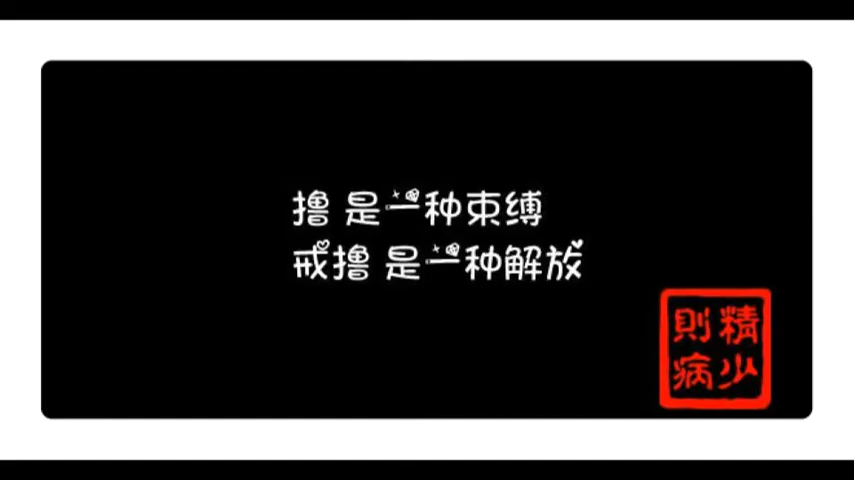 撸 是一种束缚
戒撸 是一种解放
精少
則病